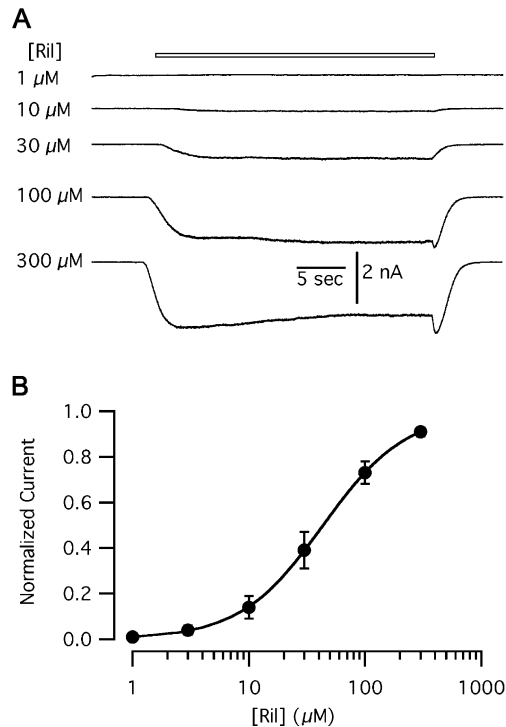 A
[Ril]
1 µM
10 µM
30 µM
100 µM
300 µM
5 sec
2 nA
B
1.0
0.8
0.6
0.4
0.2
0.0
Normalized Current
1 10 100 1000
[Ril] (µM)